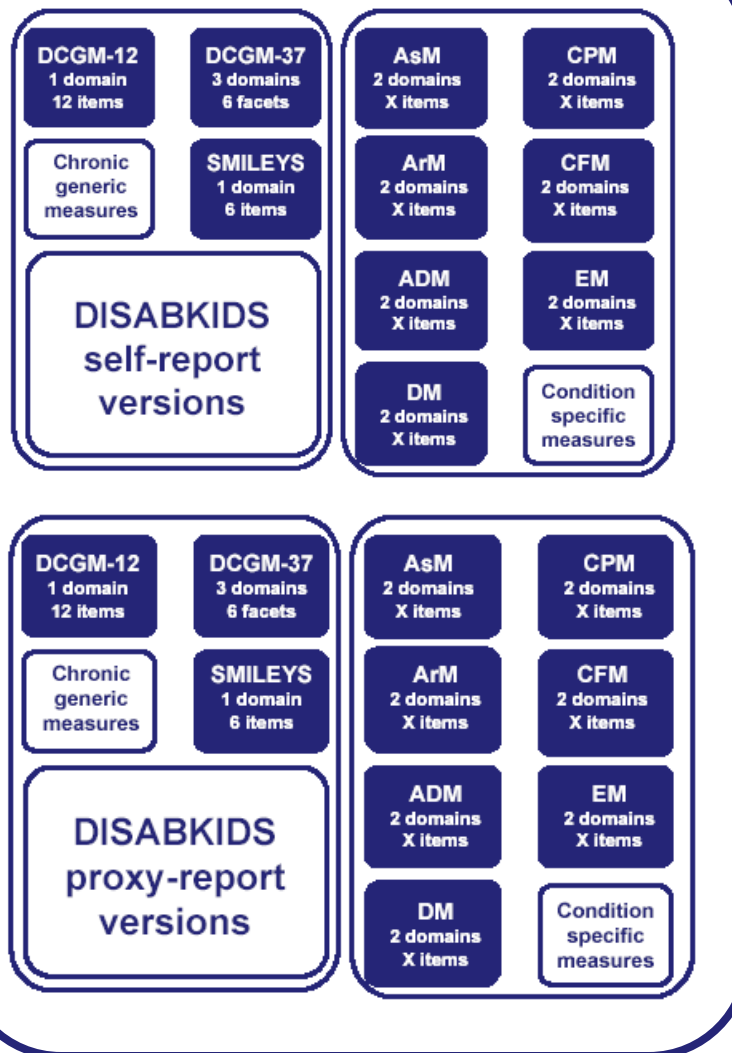 DCGM-12
1 domain
12 items
DCGM-37
3 domains
6 facets
Chronic
generic
measures
SMILEYS
1 domain
6 items
DISABKIDS
self-report
versions
AsM
2 domains
X items
CPM
2 domains
X items
ArM
2 domains
X items
CFM
2 domains
X items
ADM
2 domains
X items
EM
2 domains
X items
DM
2 domains
X items
Condition
specific
measures
DCGM-12
1 domain
12 items
DCGM-37
3 domains
6 facets
Chronic
generic
measures
SMILEYS
1 domain
6 items
DISABKIDS
proxy-report
versions
AsM
2 domains
X items
CPM
2 domains
X items
ArM
2 domains
X items
CFM
2 domains
X items
ADM
2 domains
X items
EM
2 domains
X items
DM
2 domains
X items
Condition
specific
measures